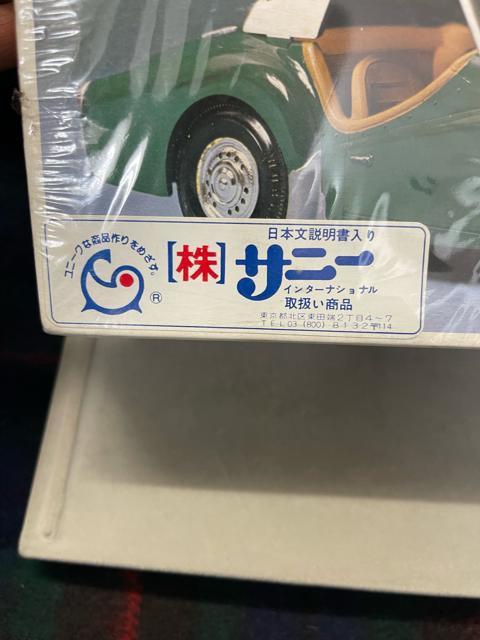 ユニークな商品作りをめざす。
®
日本文説明書入り
[株]サニー
インターナショナル
取扱い商品
東京都北区東田端2丁目4~7
TEL03(800)8132〒114